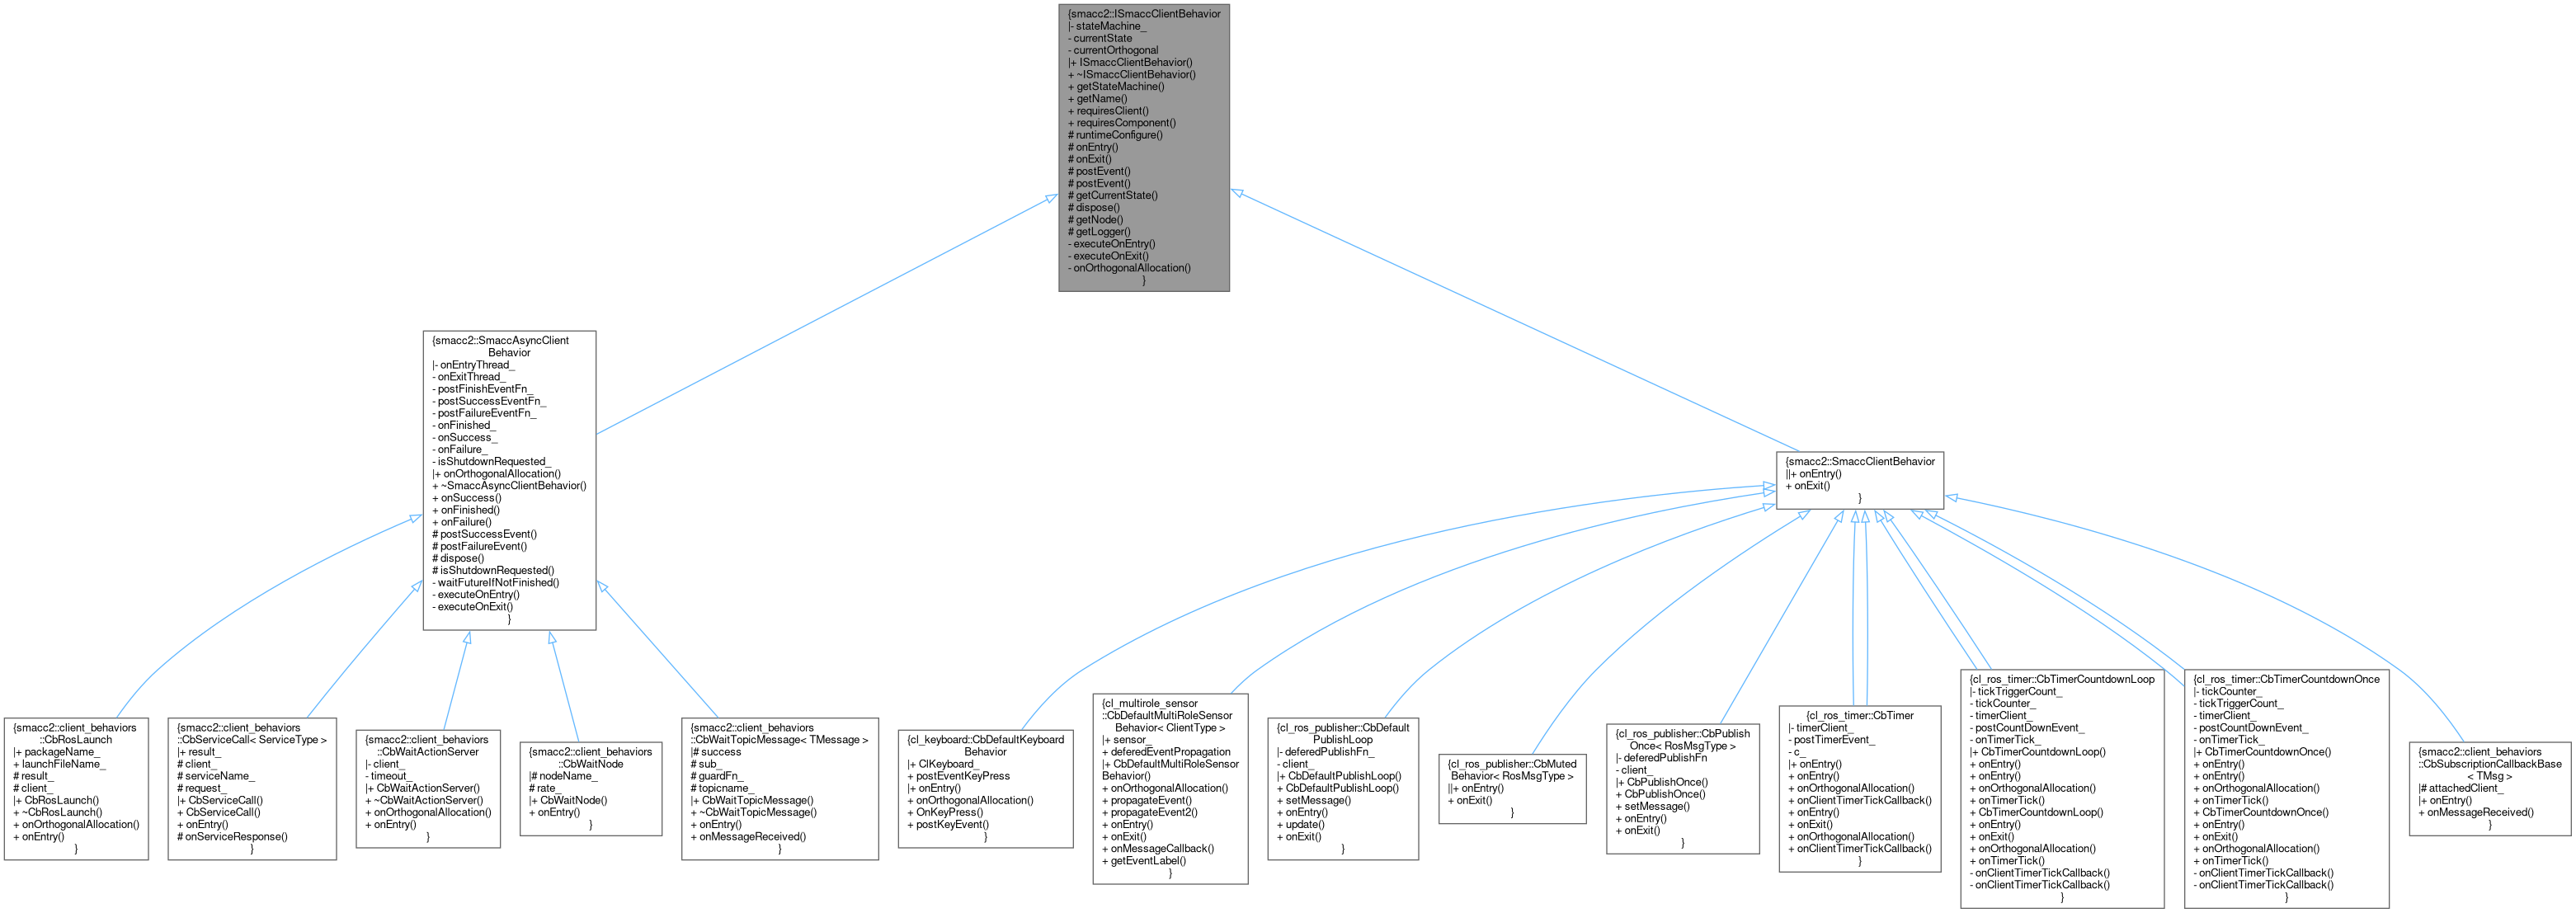 {smacc2::ISmaccClientBehavior
|- stateMachine_
- currentState
- currentOrthogonal
|+ ISmaccClientBehavior()
+ ~ISmaccClientBehavior()
+ getStateMachine()
+ getName()
+ requiresClient()
+ requiresComponent()
# runtimeConfigure()
# onEntry()
# onExit()
# postEvent()
# postEvent()
# getCurrentState()
# dispose()
# getNode()
# getLogger()
- executeOnEntry()
- executeOnExit()
- onOrthogonalAllocation()
}
{smacc2::SmaccAsyncClient
Behavior
|- onEntryThread_
- onExitThread_
- postFinishEventFn_
- postSuccessEventFn_
- postFailureEventFn_
- onFinished_
- onSuccess_
- onFailure_
- isShutdownRequested_
|+ onOrthogonalAllocation()
+ ~SmaccAsyncClientBehavior()
+ onSuccess()
+ onFinished()
+ onFailure()
# postSuccessEvent()
# postFailureEvent()
# dispose()
# isShutdownRequested()
- waitFutureIfNotFinished()
- executeOnEntry()
- executeOnExit()
}
{smacc2::SmaccClientBehavior
||+ onEntry()
+ onExit()
}
{smacc2::client_behaviors
::CbRosLaunch
|+ packageName_
+ launchFileName_
# result_
# client_
|+ CbRosLaunch()
+ ~CbRosLaunch()
+ onOrthogonalAllocation()
+ onEntry()
}
{smacc2::client_behaviors
::CbServiceCall< ServiceType >
|+ result_
# client_
# serviceName_
# request_
|+ CbServiceCall()
+ CbServiceCall()
+ onEntry()
# onServiceResponse()
}
{smacc2::client_behaviors
::CbWaitActionServer
|- client_
- timeout_
|+ CbWaitActionServer()
+ ~CbWaitActionServer()
+ onOrthogonalAllocation()
+ onEntry()
}
{smacc2::client_behaviors
::CbWaitNode
|# nodeName_
# rate_
|+ CbWaitNode()
+ onEntry()
}
{smacc2::client_behaviors
::CbWaitTopicMessage< TMessage >
|# success
# sub_
# guardFn_
# topicname_
|+ CbWaitTopicMessage()
+ ~CbWaitTopicMessage()
+ onEntry()
+ onMessageReceived()
}
{cl_keyboard::CbDefaultKeyboard
Behavior
|+ ClKeyboard_
+ postEventKeyPress
|+ onEntry()
+ onOrthogonalAllocation()
+ OnKeyPress()
+ postKeyEvent()
}
{cl_multirole_sensor
::CbDefaultMultiRoleSensor
Behavior< ClientType >
|+ sensor_
+ deferedEventPropagation
|+ CbDefaultMultiRoleSensor
Behavior()
+ onOrthogonalAllocation()
+ propagateEvent()
+ propagateEvent2()
+ onEntry()
+ onExit()
+ onMessageCallback()
+ getEventLabel()
}
{cl_ros_publisher::CbDefault
PublishLoop
|- deferedPublishFn_
- client_
|+ CbDefaultPublishLoop()
+ CbDefaultPublishLoop()
+ setMessage()
+ onEntry()
+ update()
+ onExit()
}
{cl_ros_publisher::CbMuted
Behavior< RosMsgType >
||+ onEntry()
+ onExit()
}
{cl_ros_publisher::CbPublish
Once< RosMsgType >
|- deferedPublishFn
- client_
|+ CbPublishOnce()
+ CbPublishOnce()
+ setMessage()
+ onEntry()
+ onExit()
}
{cl_ros_timer::CbTimer
|- timerClient_
- postTimerEvent_
- c_
|+ onEntry()
+ onEntry()
+ onOrthogonalAllocation()
+ onClientTimerTickCallback()
+ onEntry()
+ onExit()
+ onOrthogonalAllocation()
+ onClientTimerTickCallback()
}
{cl_ros_timer::CbTimerCountdownLoop
|- tickTriggerCount_
- tickCounter_
- timerClient_
- postCountDownEvent_
- onTimerTick_
|+ CbTimerCountdownLoop()
+ onEntry()
+ onEntry()
+ onOrthogonalAllocation()
+ onTimerTick()
+ CbTimerCountdownLoop()
+ onEntry()
+ onExit()
+ onOrthogonalAllocation()
+ onTimerTick()
- onClientTimerTickCallback()
- onClientTimerTickCallback()
}
{cl_ros_timer::CbTimerCountdownOnce
|- tickCounter_
- tickTriggerCount_
- timerClient_
- postCountDownEvent_
- onTimerTick_
|+ CbTimerCountdownOnce()
+ onEntry()
+ onEntry()
+ onOrthogonalAllocation()
+ onTimerTick()
+ CbTimerCountdownOnce()
+ onEntry()
+ onExit()
+ onOrthogonalAllocation()
+ onTimerTick()
- onClientTimerTickCallback()
- onClientTimerTickCallback()
}
{smacc2::client_behaviors
::CbSubscriptionCallbackBase
< TMsg >
|# attachedClient_
|+ onEntry()
+ onMessageReceived()
}